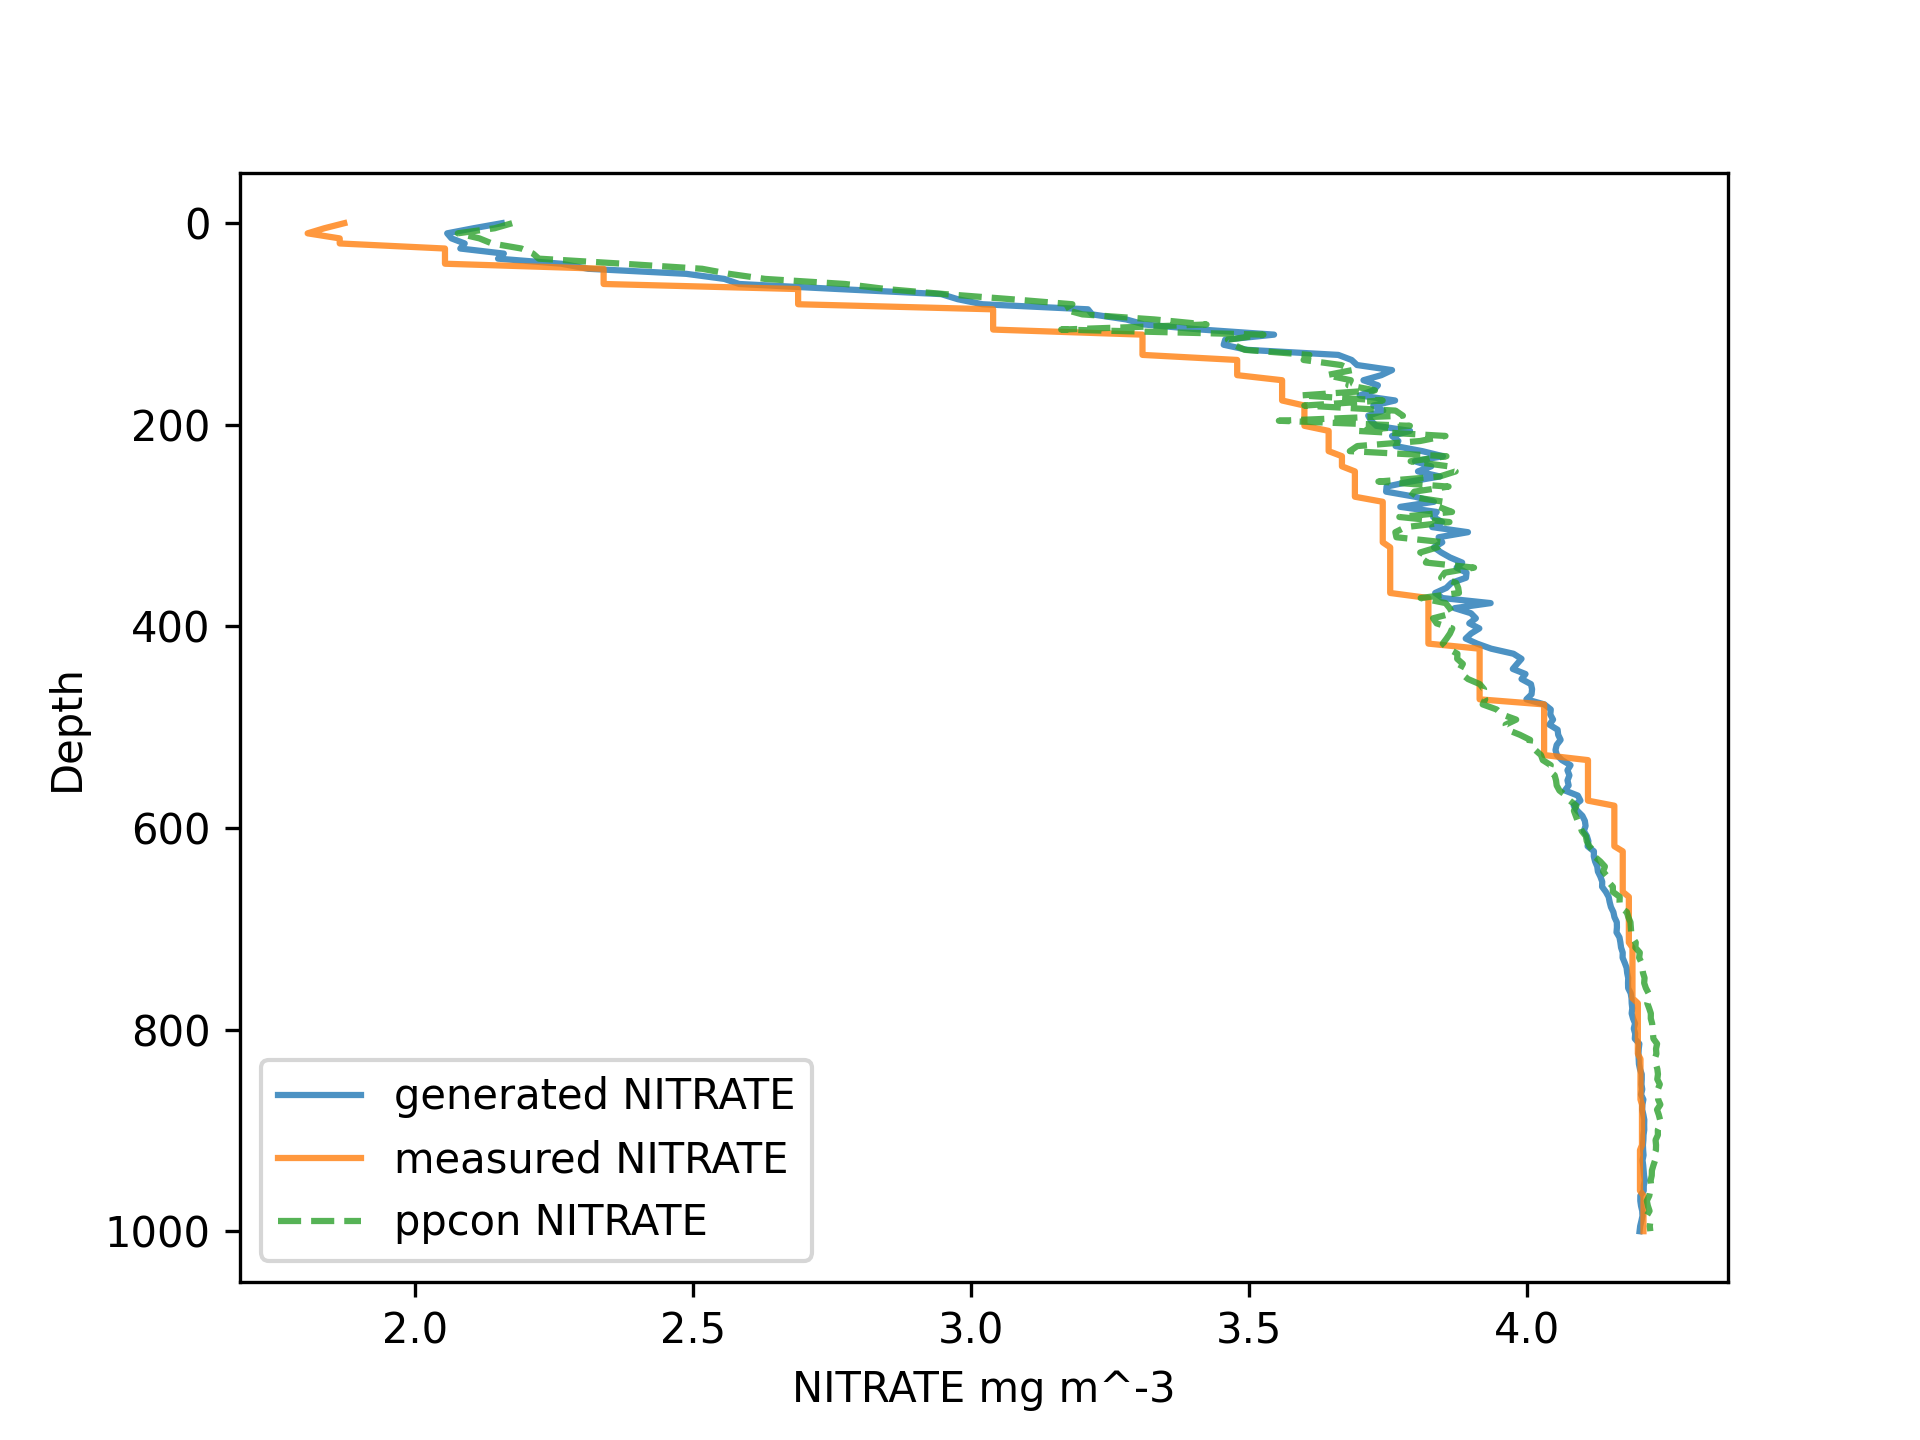 0
200
400
600
800
1000
Depth
generated NITRATE
measured NITRATE
ppcon NITRATE
2.0 2.5 3.0 3.5 4.0
NITRATE mg m^-3